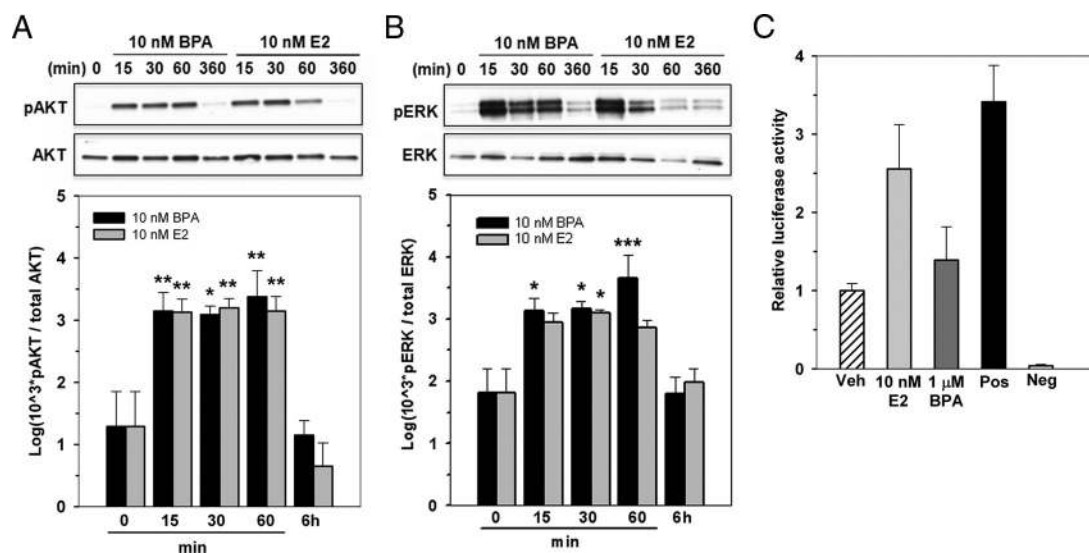 A
10 nM BPA 10 nM E2
(min) 0 15 30 60 360 15 30 60 360
pAKT
AKT
5
4
3
2
1
0
Log(10^3*pAKT / total AKT)
10 nM BPA
10 nM E2
** ** * ** ** **
0 15 30 60 6h
min
B
10 nM BPA 10 nM E2
(min) 0 15 30 60 360 15 30 60 360
pERK
ERK
5
4
3
2
1
0
Log(10^3*pERK / total ERK)
10 nM BPA
10 nM E2
* * * ***
0 15 30 60 6h
min
C
4
3
2
1
0
Relative luciferase activity
Veh 10 nM E2 1 µM BPA Pos Neg